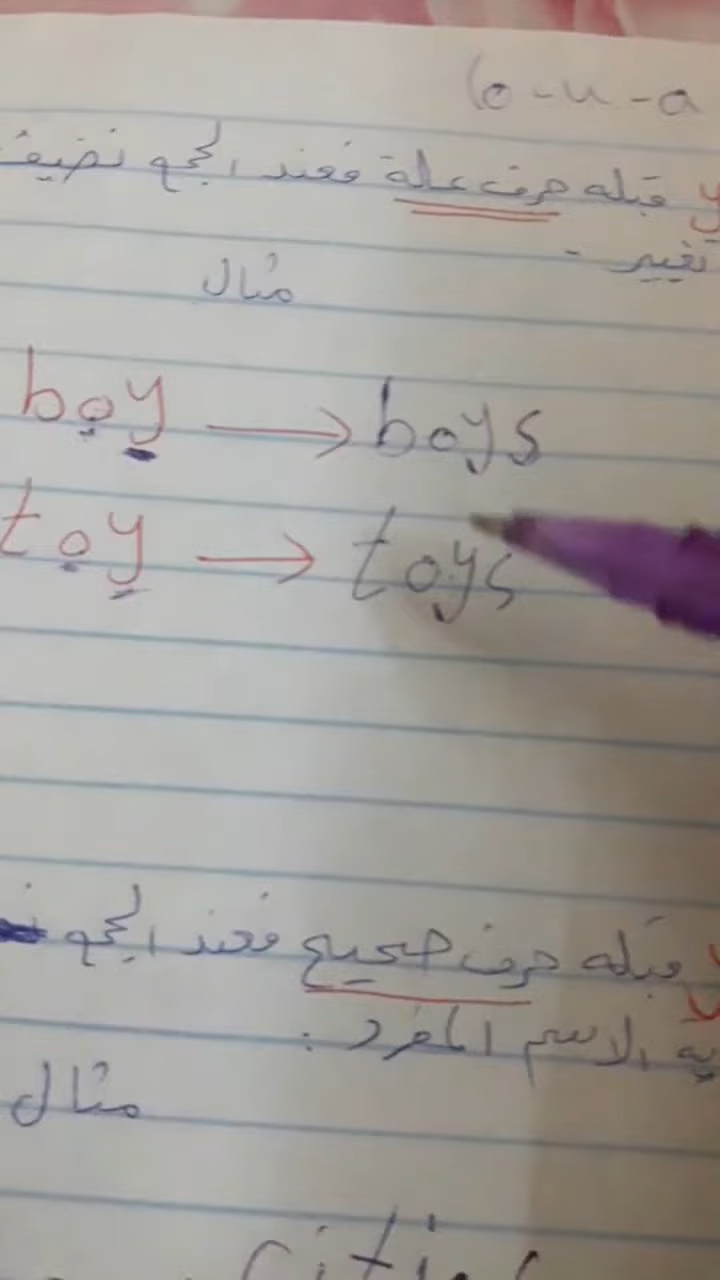 o-u-a
y قبله حرف علة فعند الجمع نضيف
تغيير -
مثال
boy → boys
toy → toys
y قبله حرف صحيح فعند الجمع
الاسم المفرد .
مثال